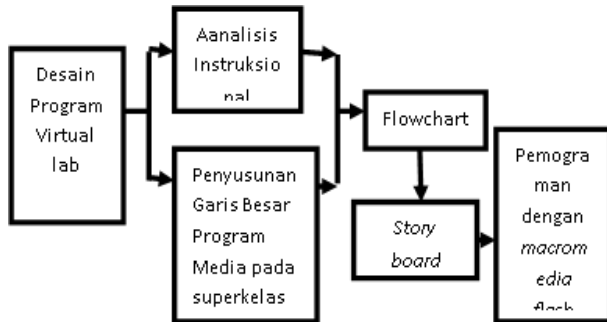 Desain
Program
Virtual
lab
Aanalisis
Instruksio
nal
Penyusunan
Garis Besar
Program
Media pada
superkelas
Flowchart
Story
board
Pemogra
man
dengan
macrom
edia
flash